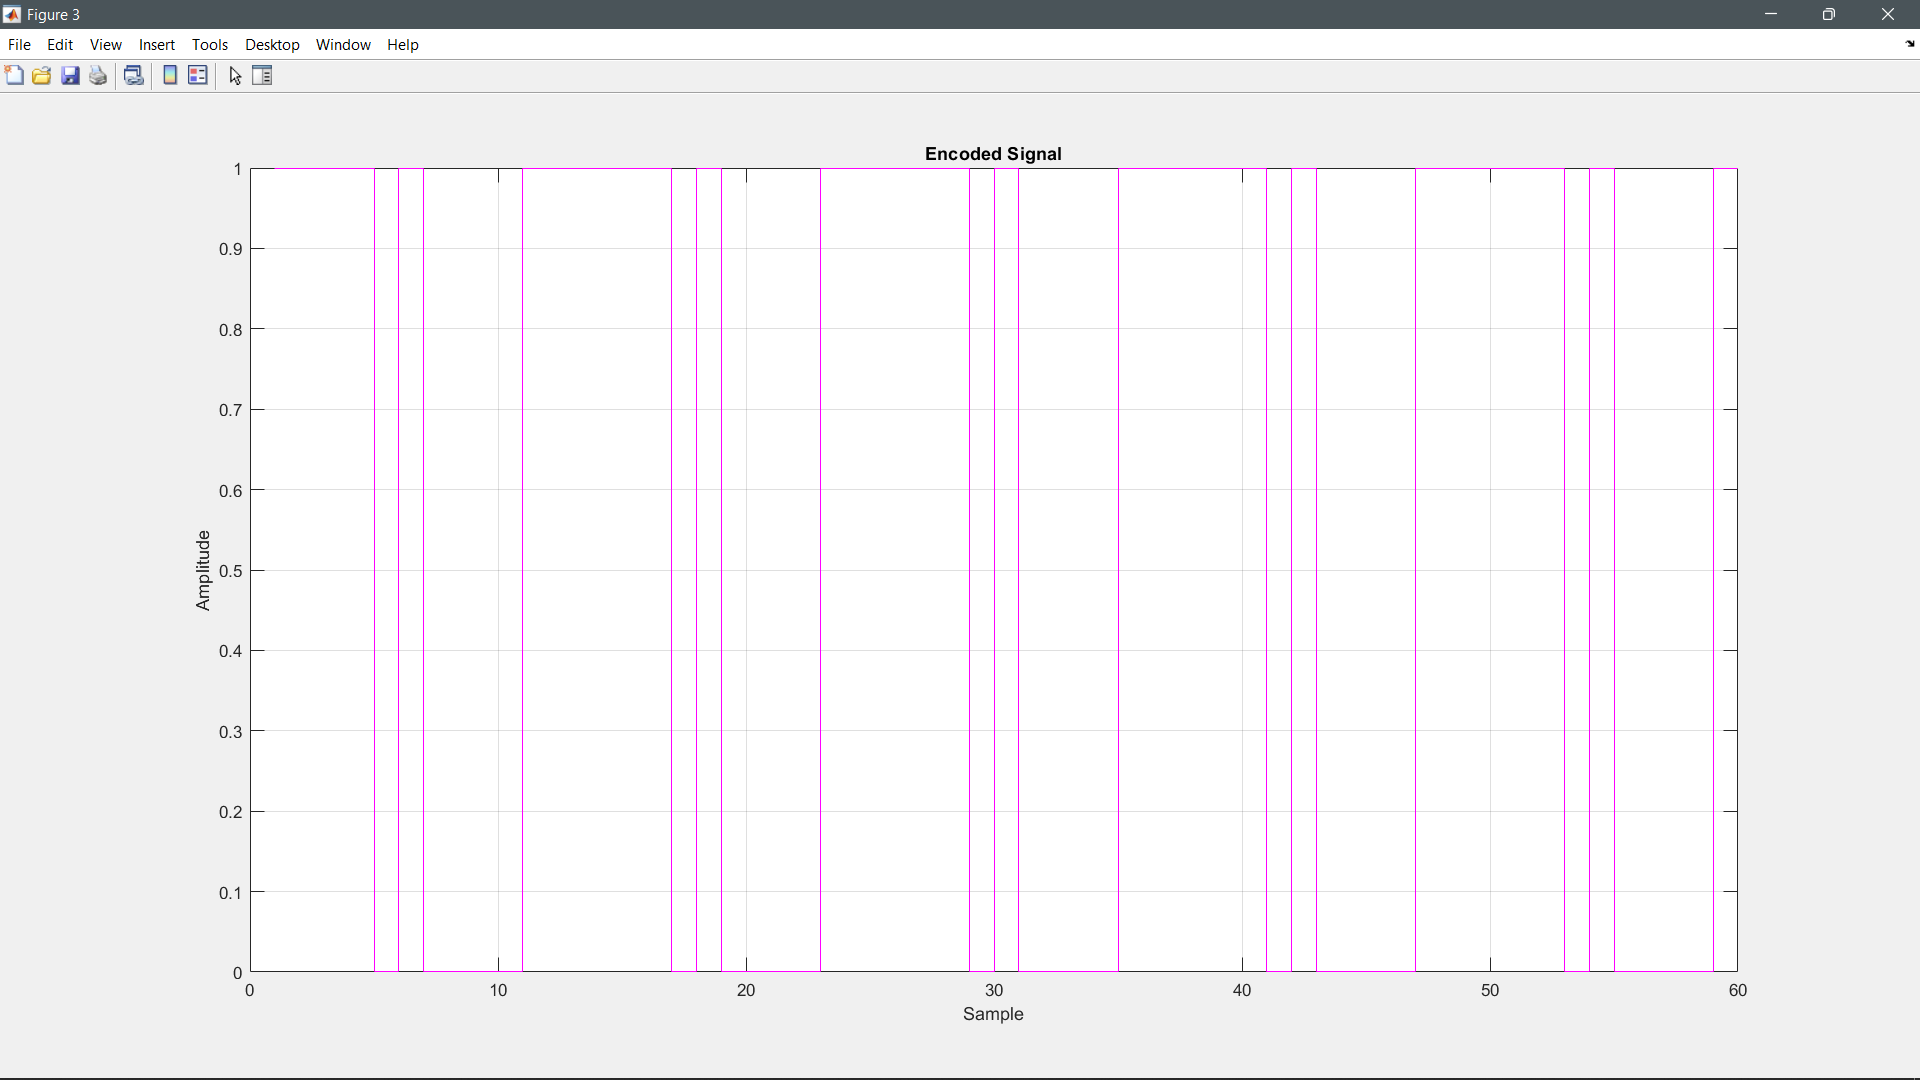 Figure 3
File Edit View Insert Tools Desktop Window Help
Encoded Signal
1
0.9
0.8
0.7
0.6
0.5
0.4
0.3
0.2
0.1
0
Amplitude
0 10 20 30 40 50 60
Sample